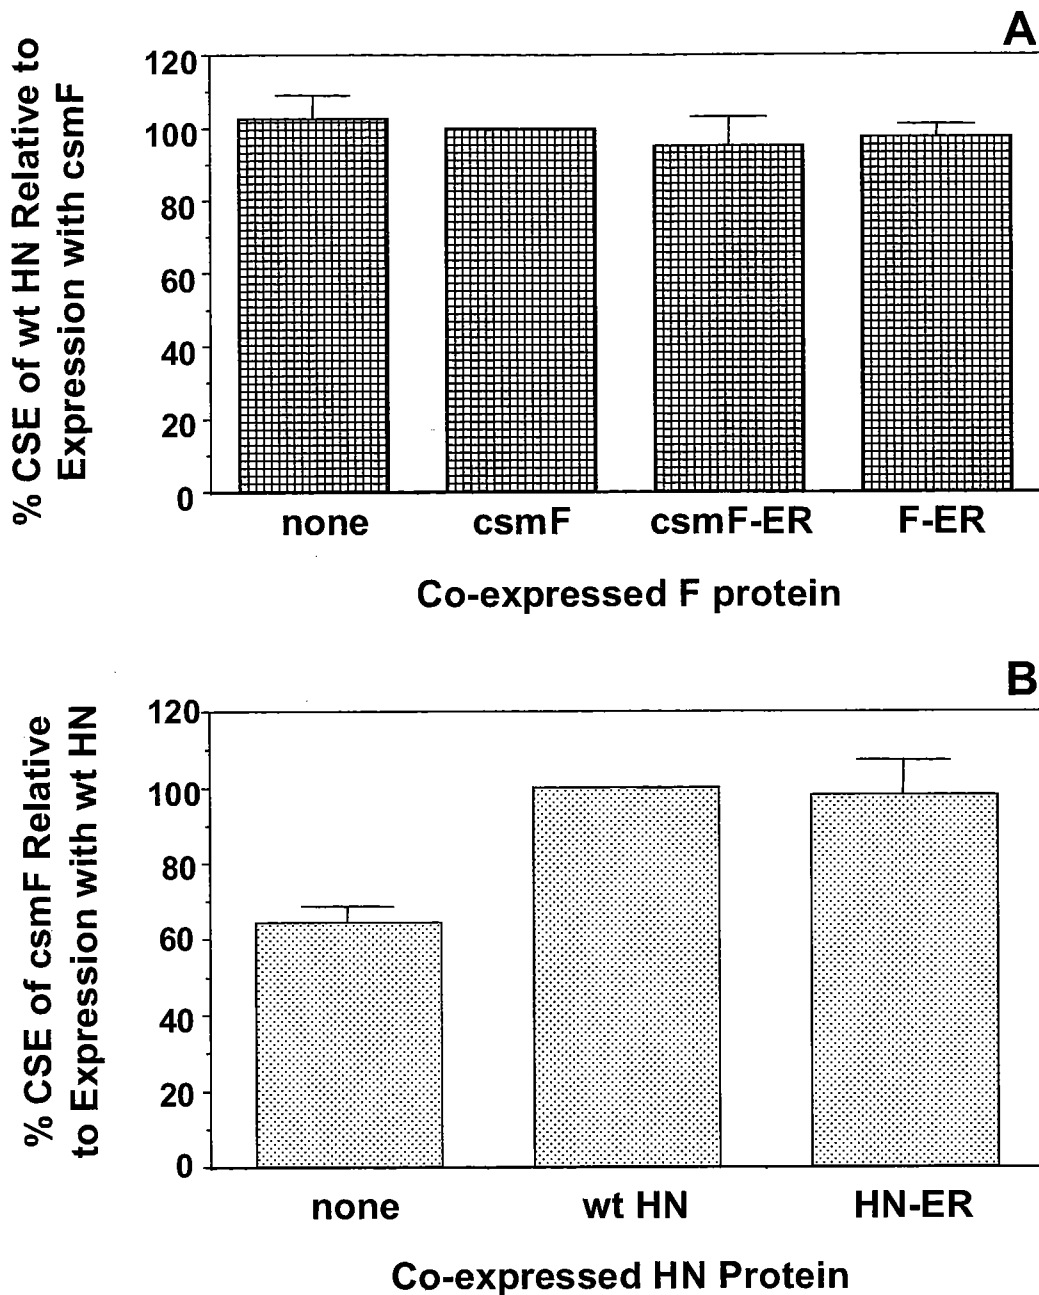 A
% CSE of wt HN Relative to
Expression with csmF
120
100
80
60
40
20
0
none csmF csmF-ER F-ER
Co-expressed F protein
B
% CSE of csmF Relative
to Expression with wt HN
120
100
80
60
40
20
0
none wt HN HN-ER
Co-expressed HN Protein